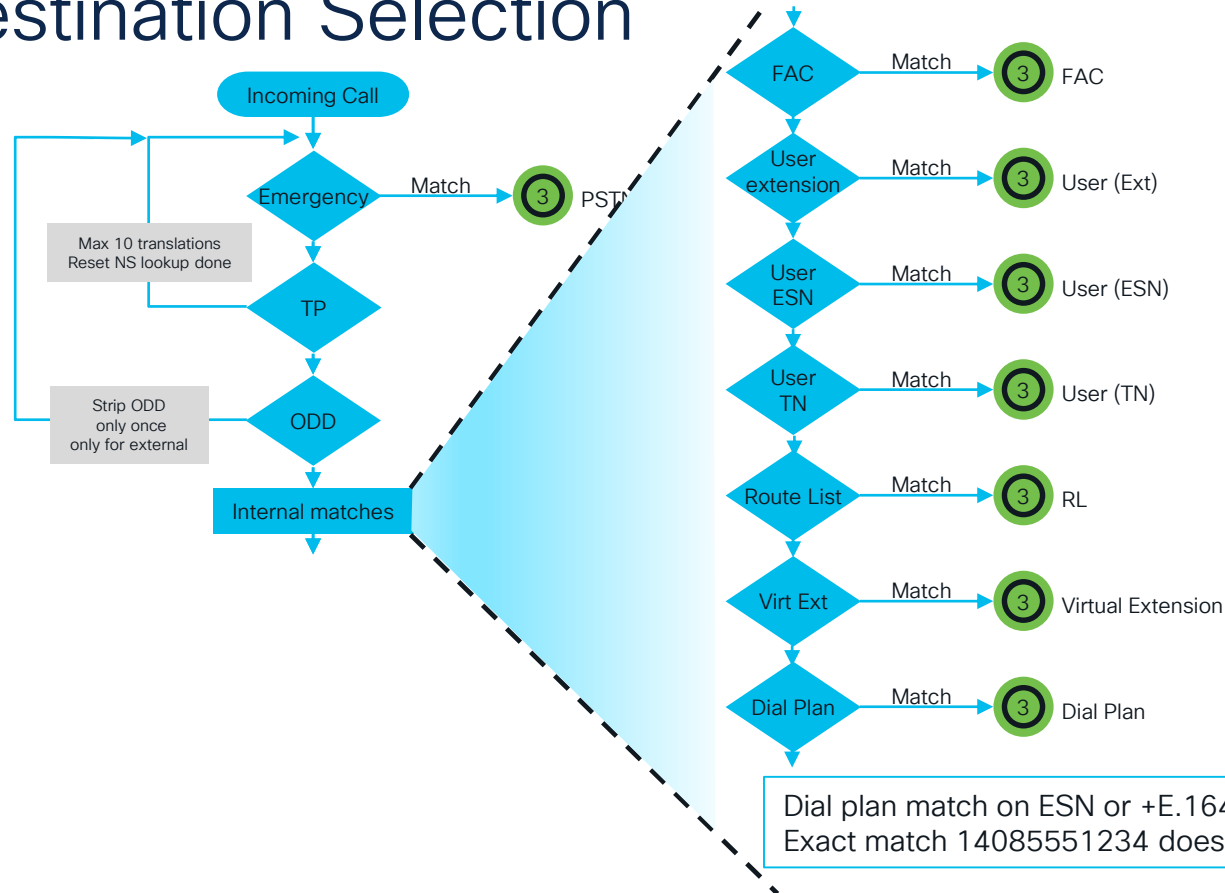 estination Selection
Incoming Call
Emergency
Match
3
PSTN
Max 10 translations
Reset NS lookup done
TP
Strip ODD
only once
only for external
ODD
Internal matches
FAC
Match
3
FAC
User
extension
Match
3
User (Ext)
User
ESN
Match
3
User (ESN)
User
TN
Match
3
User (TN)
Route List
Match
3
RL
Virt Ext
Match
3
Virtual Extension
Dial Plan
Match
3
Dial Plan
Dial plan match on ESN or +E.164
Exact match 14085551234 does